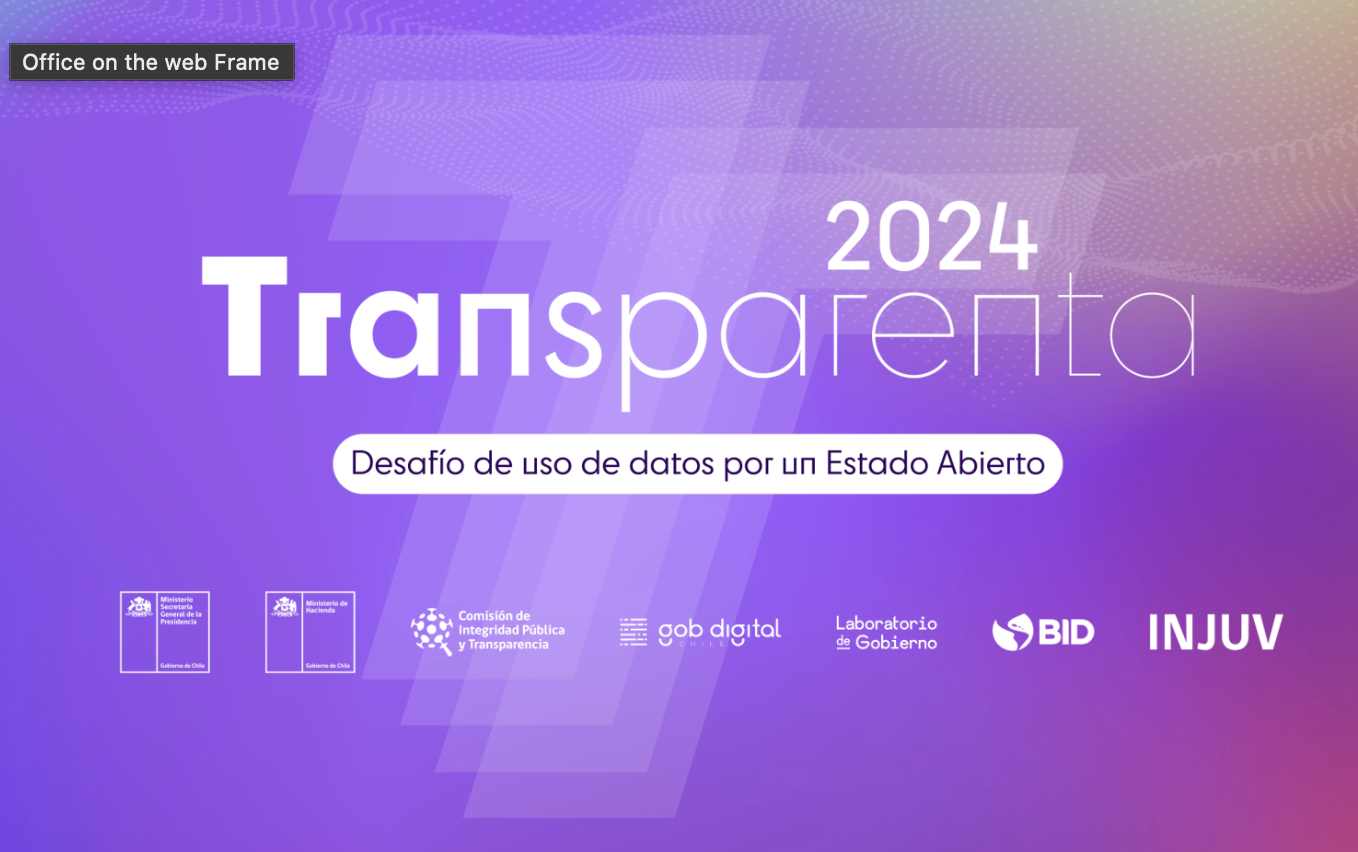 Office on the web Frame
2024
Transparenta
Desafío de uso de datos por un Estado Abierto
Ministerio
Secretaría
General de la
Presidencia
Gobierno de Chile
Ministerio de
Hacienda
Gobierno de Chile
Comisión de
Integridad Pública
y Transparencia
gob digital
CHILE
Laboratorio
de Gobierno
BID
INJUV